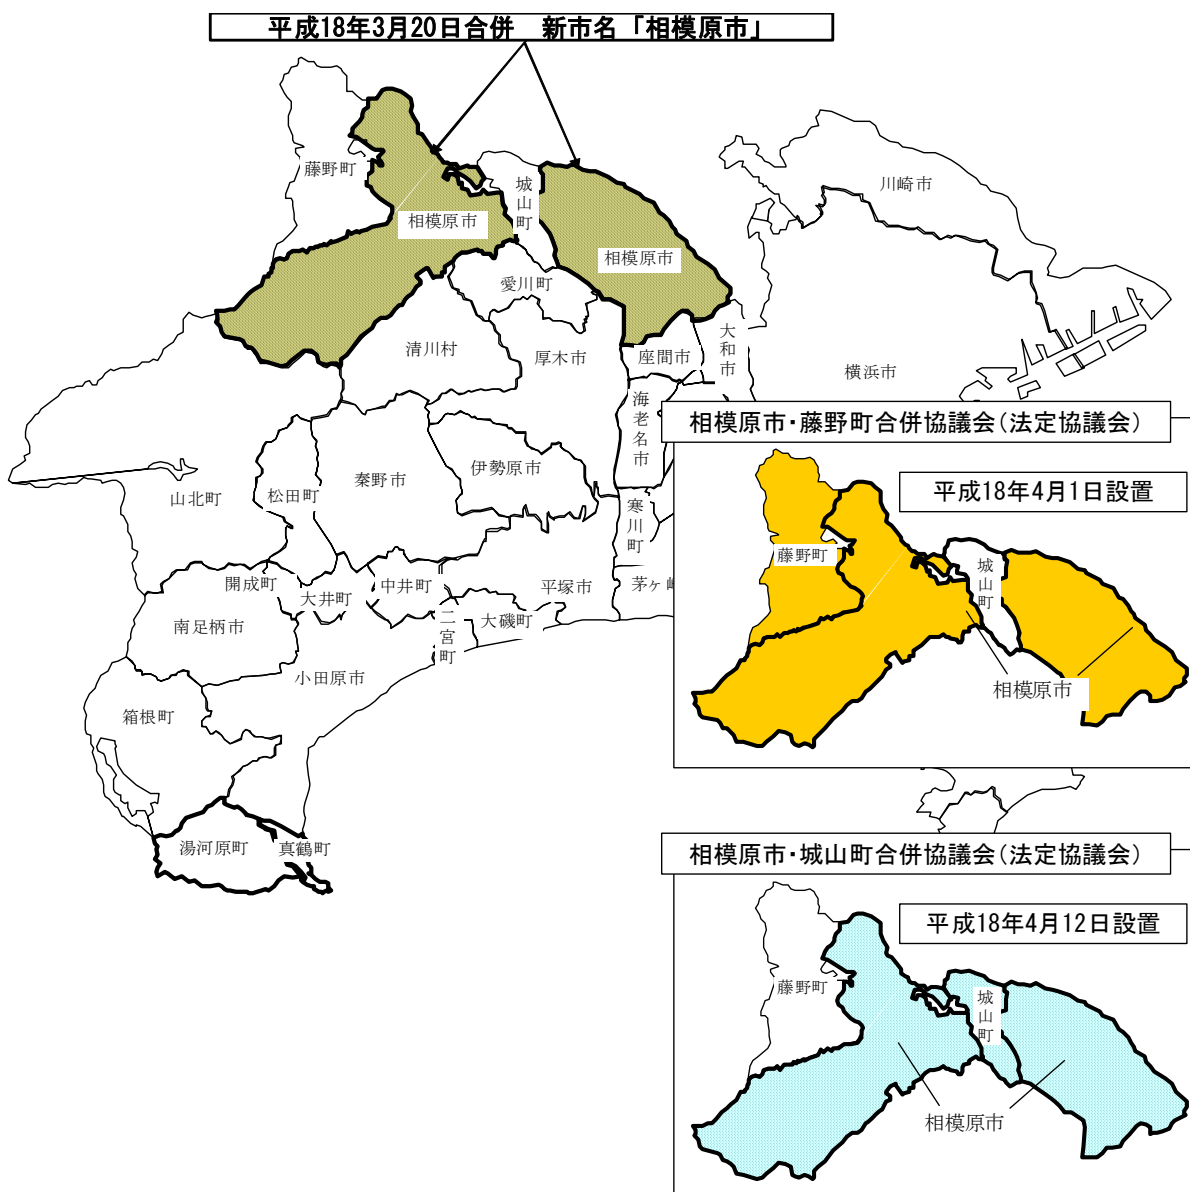 平成18年3月20日合併　新市名「相模原市」
藤野町
相模原市
城山町
相模原市
川崎市
愛川町
清川村
厚木市
座間市
大和市
横浜市
海老名市
伊勢原市
秦野市
松田町
山北町
寒川町
茅ヶ
平塚市
中井町
大井町
開成町
南足柄市
二宮町
大磯町
小田原市
箱根町
湯河原町
真鶴町
相模原市・藤野町合併協議会（法定協議会）
平成18年4月1日設置
藤野町
城山町
相模原市
相模原市・城山町合併協議会（法定協議会）
平成18年4月12日設置
藤野町
城山町
相模原市